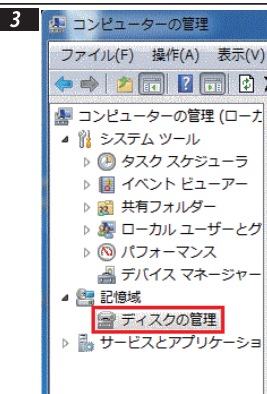 3
コンピューターの管理
ファイル(F) 操作(A) 表示(V)
コンピューターの管理 (ローカ
システム ツール
タスク スケジューラ
イベント ビューアー
共有フォルダー
ローカル ユーザーとグ
パフォーマンス
デバイス マネージャー
記憶域
ディスクの管理
サービスとアプリケーショ